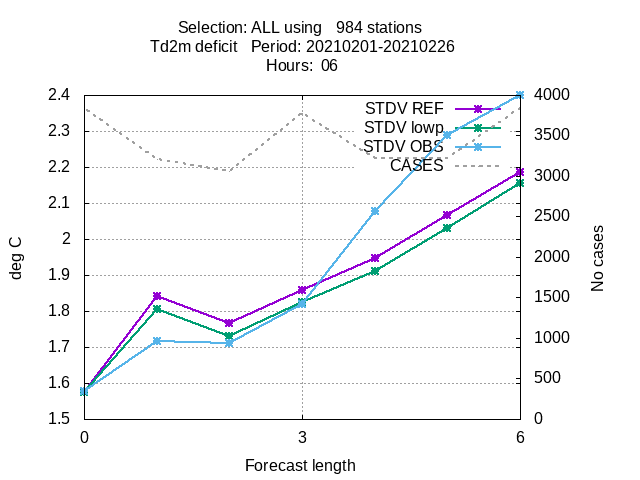 Selection: ALL using   984 stations
Td2m deficit   Period: 20210201-20210226
Hours:  06
2.4
2.3
2.2
2.1
2
1.9
1.8
1.7
1.6
1.5
deg C
STDV REF
STDV lowp
STDV OBS
CASES
4000
3500
3000
2500
2000
1500
1000
500
0
No cases
0 3 6
Forecast length